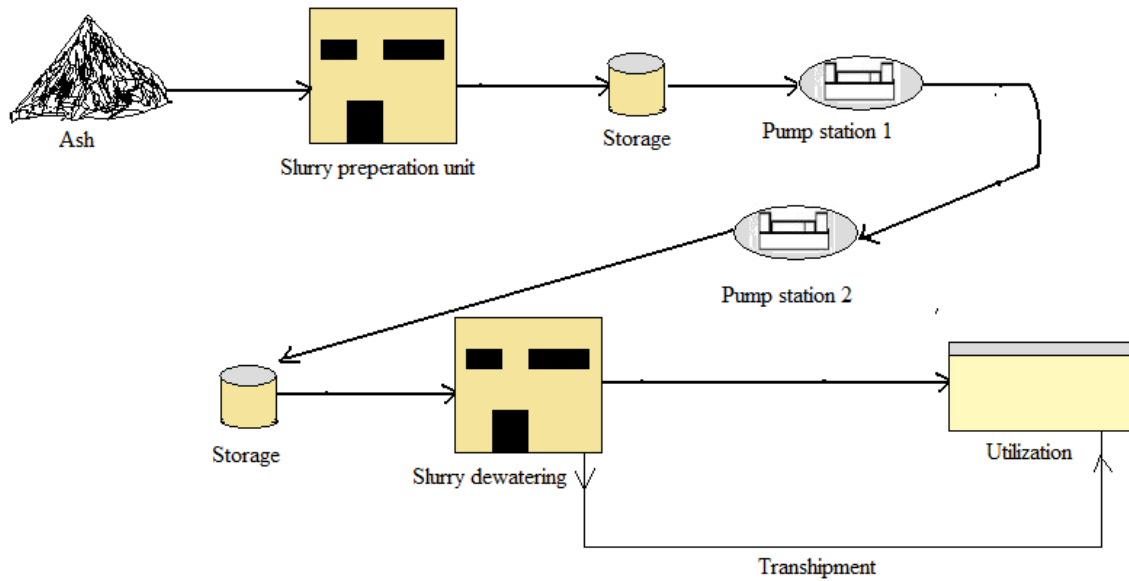 Ash
Slurry preperation unit
Storage
Pump station 1
Pump station 2
Storage
Slurry dewatering
Utilization
Transhipment